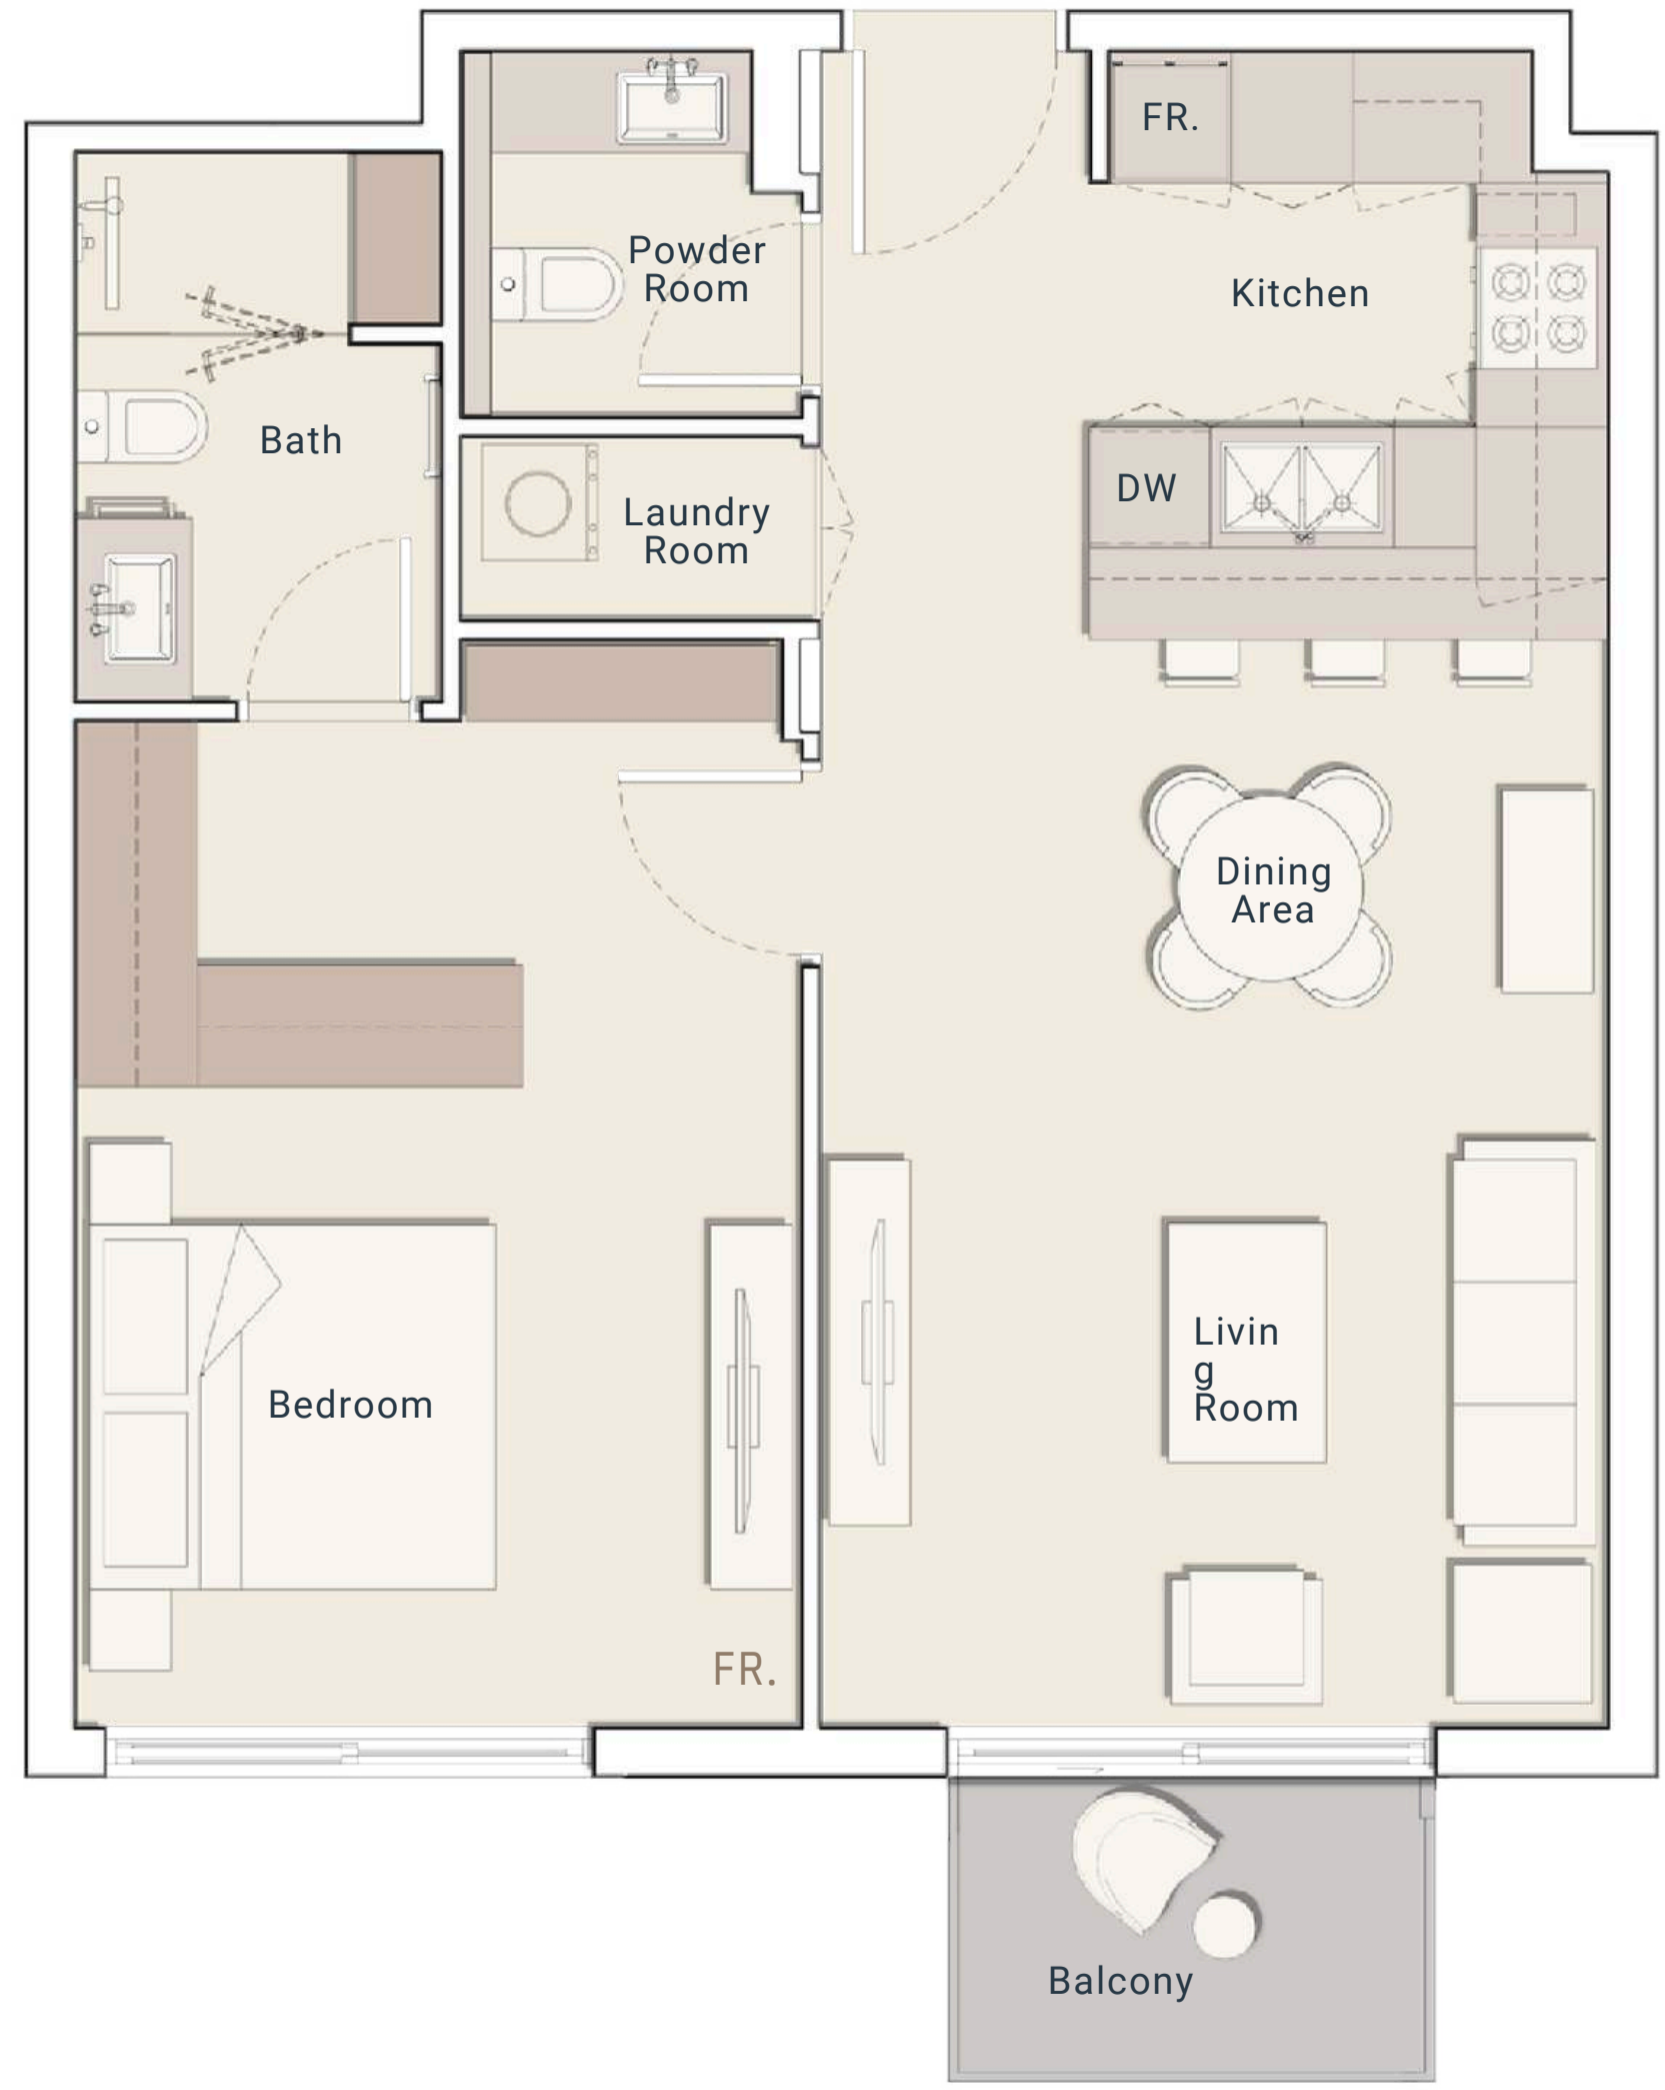 FR.
Powder
Room
Kitchen
Bath
DW
Laundry
Room
Dining
Area
Livin
g
Room
Bedroom
FR.
Balcony